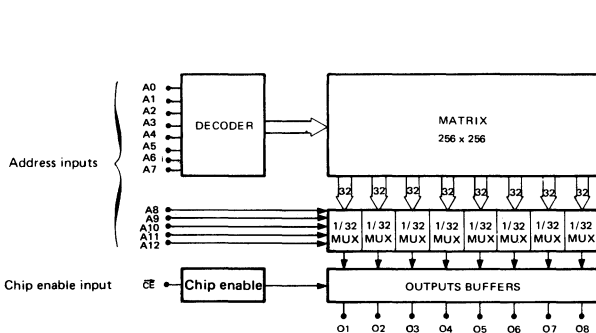 A0
A1
A2
A3
A4
A5
A6
A7
DECODER
MATRIX
256 x 256
Address inputs
32 32 32 32 32 32 32 32
A8
A9
A10
A11
A12
1/32 1/32 1/32 1/32 1/32 1/32 1/32 1/32
MUX MUX MUX MUX MUX MUX MUX MUX
Chip enable input
C̅E̅
Chip enable
OUTPUTS BUFFERS
O1 O2 O3 O4 O5 O6 O7 O8